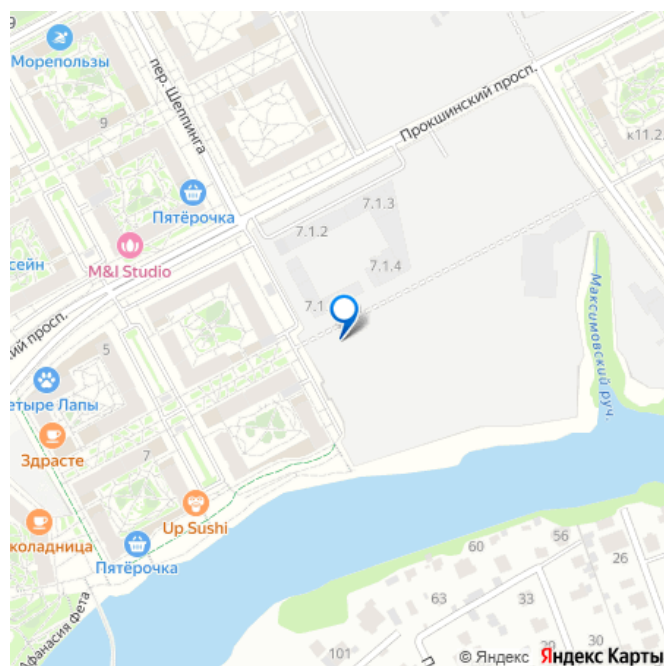 9
Морепользы
пер. Шеппинга
9
Прокшинский просп.
к11.2.
Пятёрочка
7.1.3
7.1.2
сейн
M&I Studio
7.1.4
7.1
Максимовский руч.
ий просп.
5
етыре Лапы
Здрасте
7
Up Sushi
коладница
Пятёрочка
Афанасия Фета
60
56
26
63
33
101
30
© Яндекс Яндекс Карты